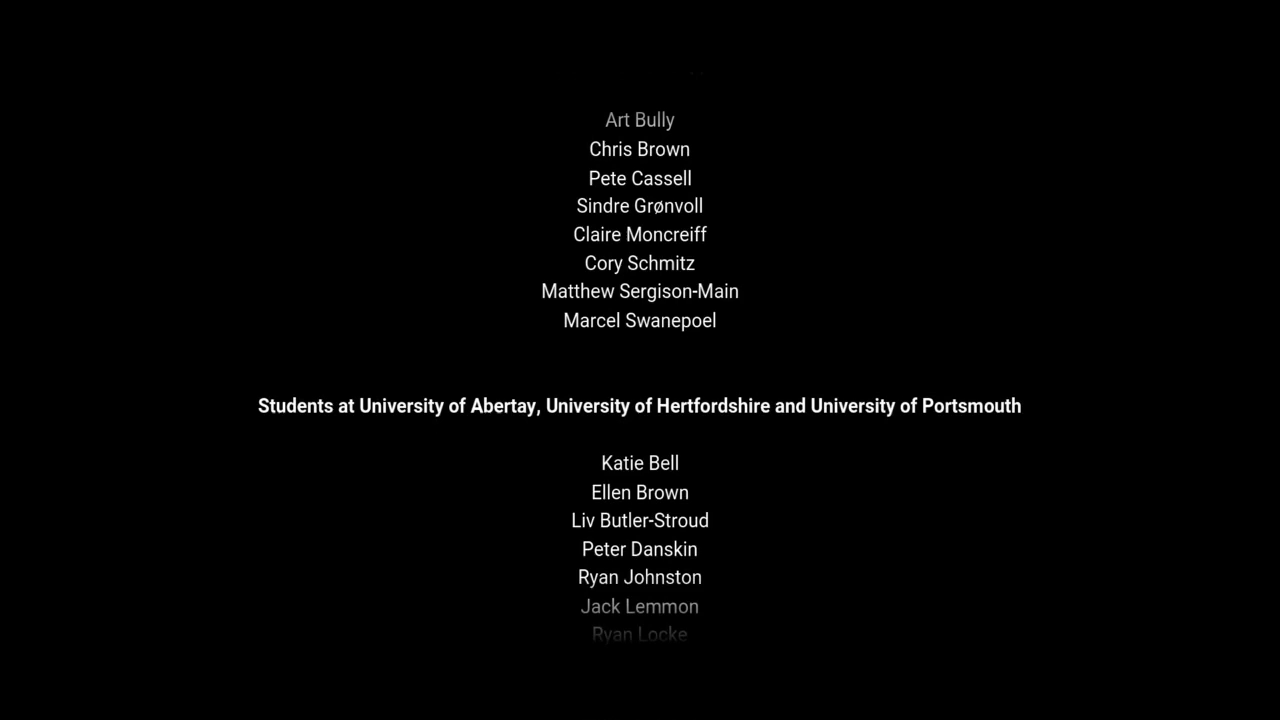 Art Bully
Chris Brown
Pete Cassell
Sindre Grønvoll
Claire Moncreiff
Cory Schmitz
Matthew Sergison-Main
Marcel Swanepoel
Students at University of Abertay, University of Hertfordshire and University of Portsmouth
Katie Bell
Ellen Brown
Liv Butler-Stroud
Peter Danskin
Ryan Johnston
Jack Lemmon
Ryan Locke